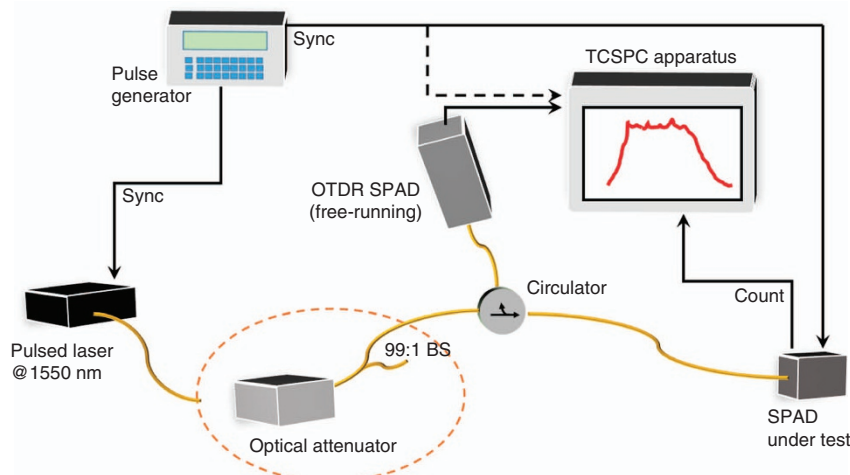 Sync
Pulse
generator
TCSPC apparatus
Sync
OTDR SPAD
(free-running)
Circulator
Count
Pulsed laser
@1550 nm
99:1 BS
Optical attenuator
SPAD
under test